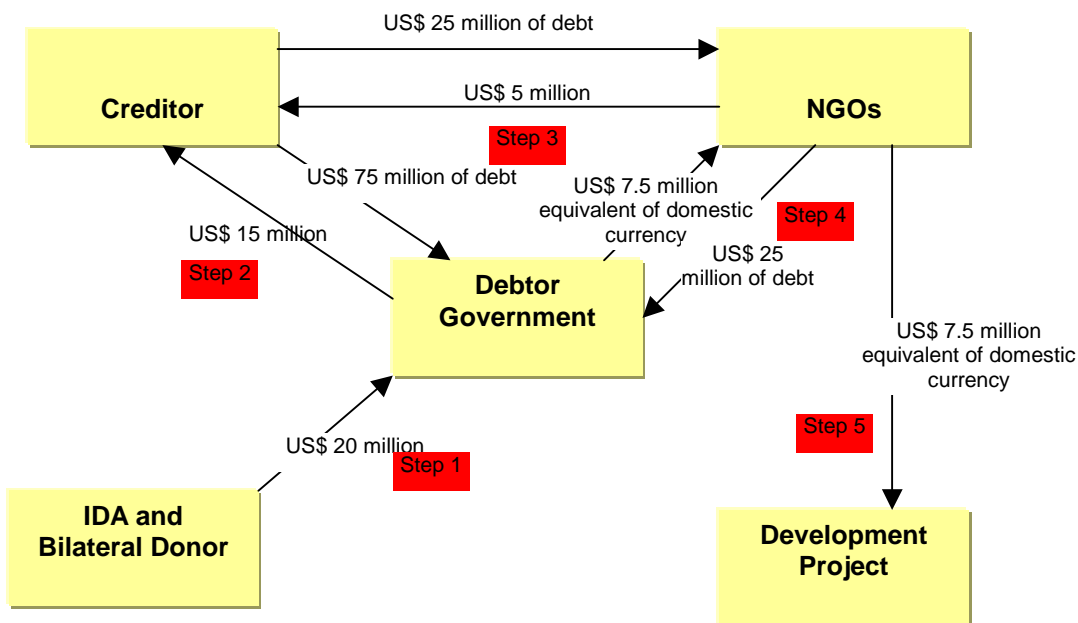 US$ 25 million of debt
Creditor
US$ 5 million
NGOs
Step 3
US$ 75 million of debt
US$ 7.5 million
equivalent of domestic
currency
Step 4
US$ 15 million
Step 2
US$ 25
million of debt
Debtor
Government
US$ 7.5 million
equivalent of domestic
currency
Step 5
US$ 20 million
Step 1
IDA and
Bilateral Donor
Development
Project